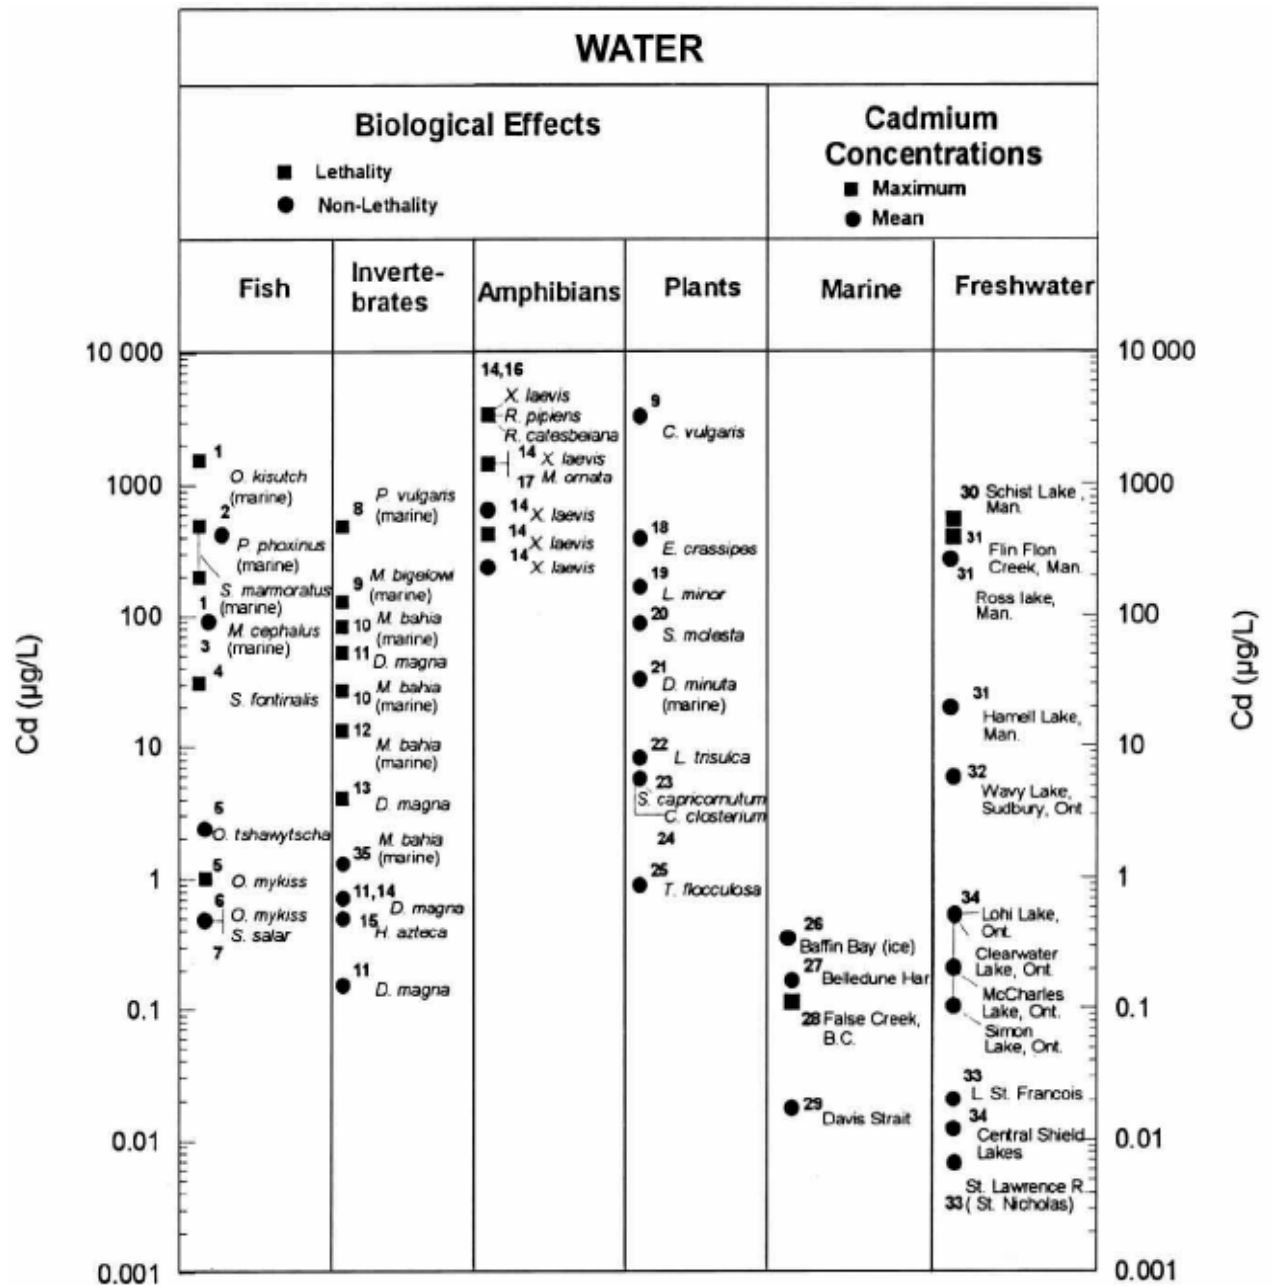 WATER
Biological Effects
Lethality
Non-Lethality
Cadmium
Concentrations
Maximum
Mean
Fish
Inverte-
brates
Amphibians
Plants
Marine
Freshwater
Cd (µg/L)
10 000
1000
100
10
1
0.1
0.01
0.001
1
O. kisutch
(marine)
2
P. phoxinus
(marine)
S. marmoratus
(marine)
1
M. cephalus
3
(marine)
4
S. fontinalis
6
O. tshawytscha
5
O. mykiss
6
O. mykiss
S. salar
7
8
P. vulgaris
(marine)
9
M. bigelowi
(marine)
10
M. bahia
(marine)
11
D. magna
10
M. bahia
(marine)
12
M. bahia
(marine)
13
D. magna
35
M. bahia
(marine)
11,14
D. magna
15
H. azteca
11
D. magna
14,16
X. laevis
R. pipiens
R. catesbeiana
14 X. laevis
17 M. ornata
14 X. laevis
14 X. laevis
14 X. laevis
9
C. vulgaris
18
E. crassipes
19
L. minor
20
S. molesta
21
D. minuta
(marine)
22
L. trisulca
23
S. capricornutum
C. closterium
24
25
T. flocculosa
26
Baffin Bay (ice)
27
Belledune Har
28 False Creek,
B.C.
29
Davis Strait
30 Schist Lake,
Man.
31
Flin Flon
Creek, Man.
31
Ross lake,
Man.
31
Hamell Lake,
Man.
32
Wavy Lake,
Sudbury, Ont
34
Lohi Lake,
Ont.
Clearwater
Lake, Ont.
McCharles
Lake, Ont.
Simon
Lake, Ont.
33
L. St. Francois
34
Central Shield
Lakes
St. Lawrence R.
33 ( St. Nicholas)
10 000
1000
100
10
1
0.1
0.01
0.001
Cd (µg/L)